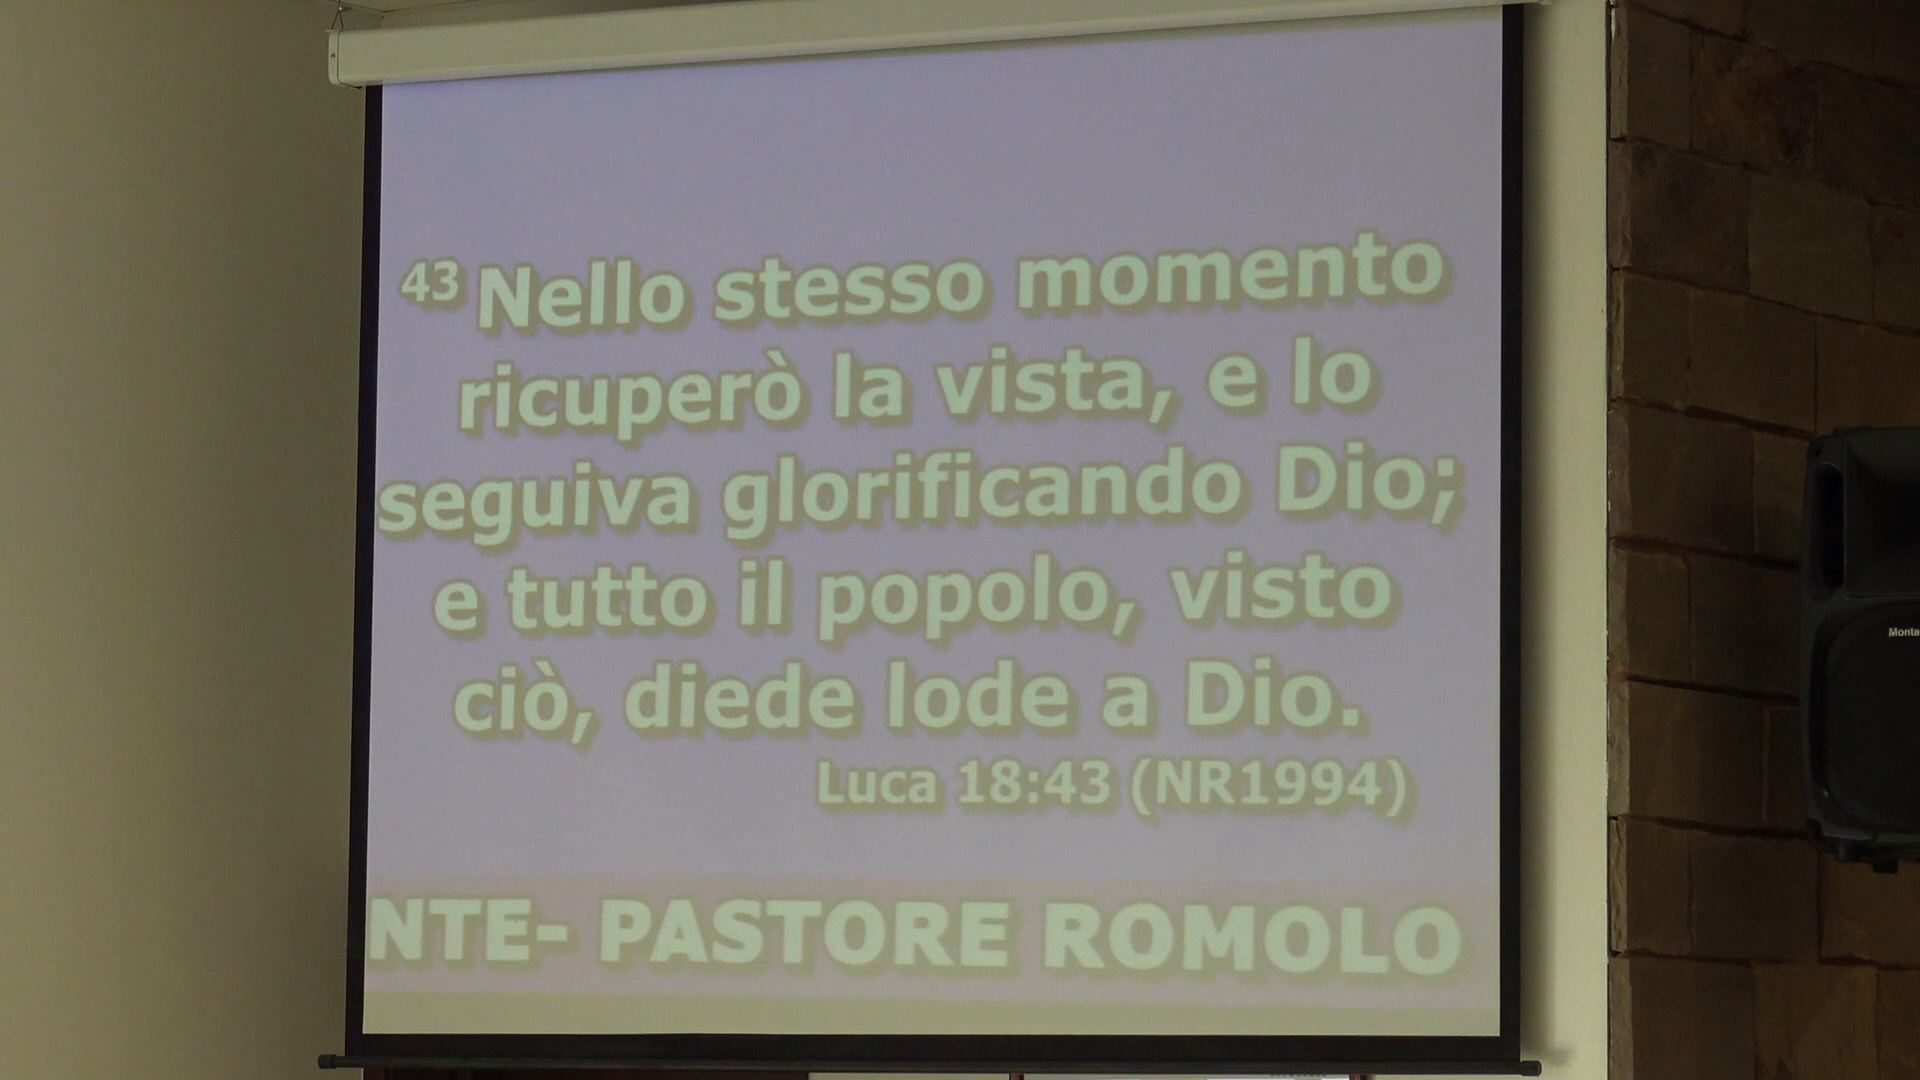 43 Nello stesso momento
ricuperò la vista, e lo
seguiva glorificando Dio;
e tutto il popolo, visto
ciò, diede lode a Dio.
Luca 18:43 (NR1994)
NTE- PASTORE ROMOLO